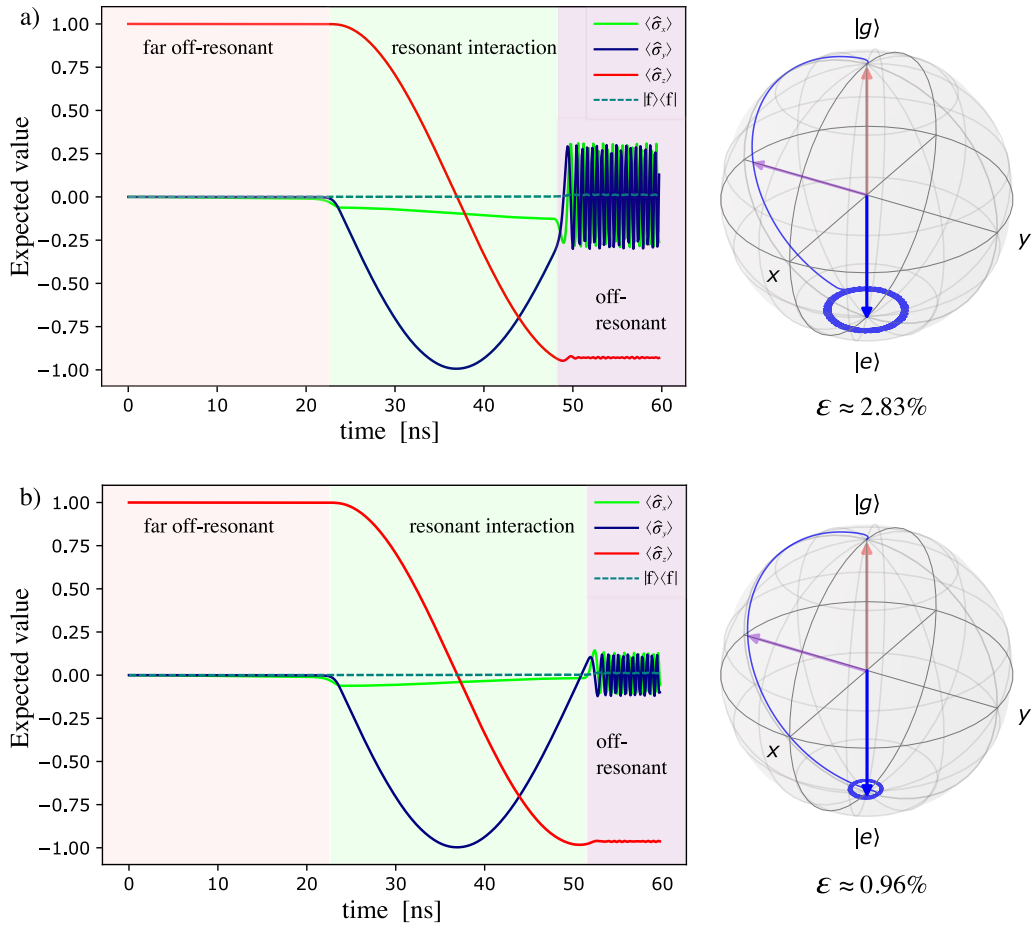 a)
1.00
0.75
0.50
0.25
0.00
−0.25
−0.50
−0.75
−1.00
Expected value
far off-resonant
resonant interaction
off-
resonant
⟨σ̂ₓ⟩
⟨σ̂ᵧ⟩
⟨σ̂_z⟩
|f⟩⟨f|
0 10 20 30 40 50 60
time [ns]
|g⟩
x
y
|e⟩
ε ≈ 2.83%
b)
1.00
0.75
0.50
0.25
0.00
−0.25
−0.50
−0.75
−1.00
Expected value
far off-resonant
resonant interaction
off-
resonant
⟨σ̂ₓ⟩
⟨σ̂ᵧ⟩
⟨σ̂_z⟩
|f⟩⟨f|
0 10 20 30 40 50 60
time [ns]
|g⟩
x
y
|e⟩
ε ≈ 0.96%